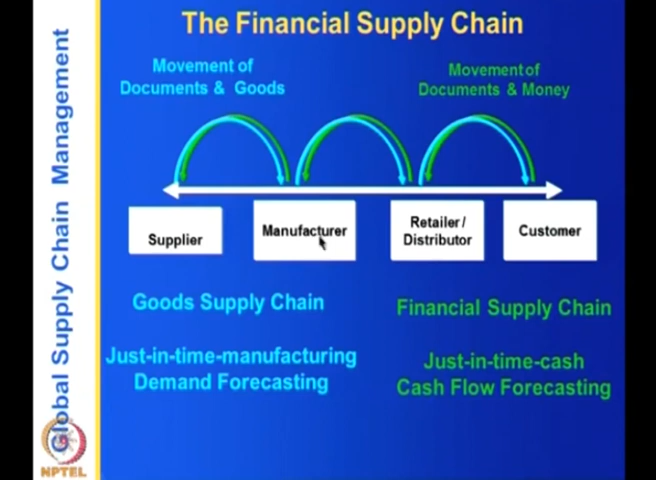 The Financial Supply Chain
Movement of
Documents & Goods
Movement of
Documents & Money
Supplier
Manufacturer
Retailer /
Distributor
Customer
Goods Supply Chain
Financial Supply Chain
Just-in-time-manufacturing
Demand Forecasting
Just-in-time-cash
Cash Flow Forecasting
Global Supply Chain Management
NPTEL